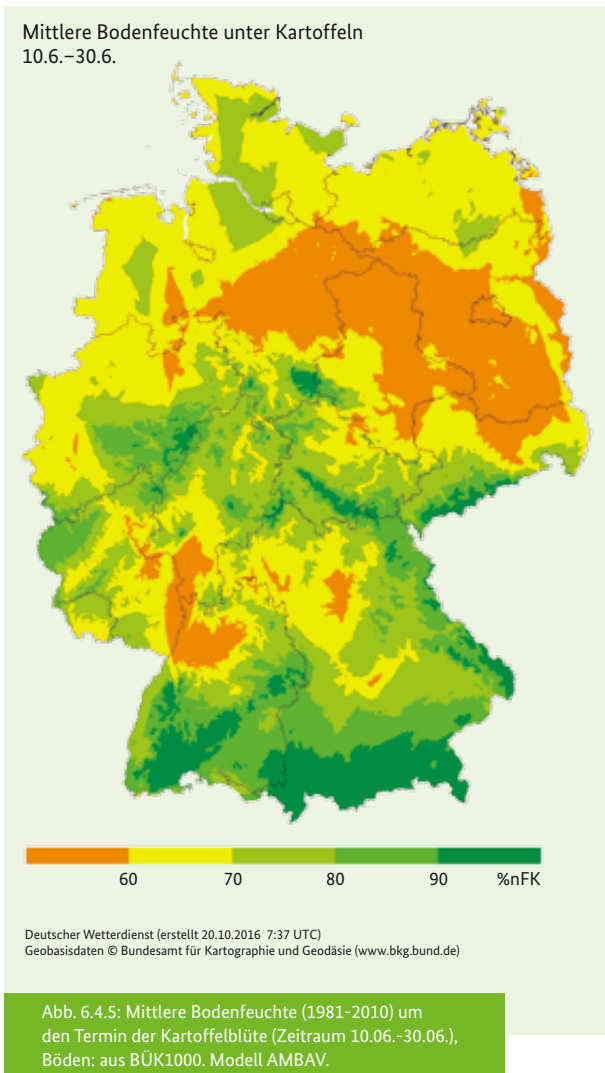 Mittlere Bodenfeuchte unter Kartoffeln
10.6.–30.6.
60 70 80 90 %nFK
Deutscher Wetterdienst (erstellt 20.10.2016 7:37 UTC)
Geobasisdaten © Bundesamt für Kartographie und Geodäsie (www.bkg.bund.de)
Abb. 6.4.5: Mittlere Bodenfeuchte (1981-2010) um
den Termin der Kartoffelblüte (Zeitraum 10.06.-30.06.),
Böden: aus BÜK1000. Modell AMBAV.